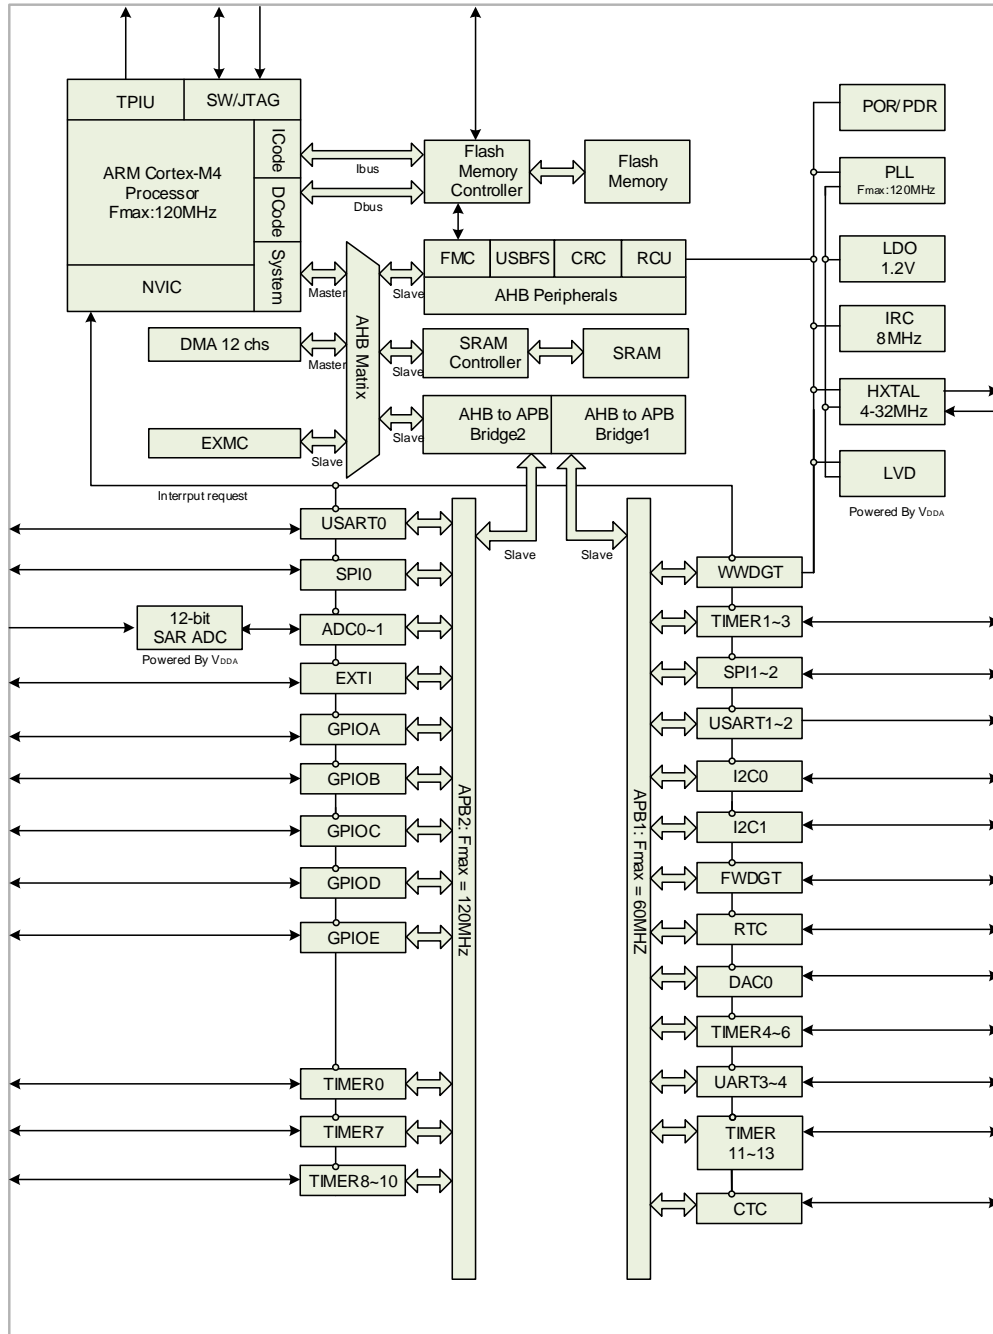 TPIU
SW/JTAG
ARM Cortex-M4
Processor
Fmax:120MHz
ICode
DCode
System
NVIC
Ibus
Dbus
Flash
Memory
Controller
Flash
Memory
FMC
USBFS
CRC
RCU
AHB Peripherals
Master
Slave
DMA 12 chs
Master
AHB Matrix
Slave
SRAM
Controller
SRAM
EXMC
Slave
Slave
AHB to APB
Bridge2
AHB to APB
Bridge1
POR/PDR
PLL
Fmax:120MHz
LDO
1.2V
IRC
8MHz
HXTAL
4-32MHz
LVD
Powered By VDDA
Interrput request
Slave
Slave
USART0
SPI0
12-bit
SAR ADC
Powered By VDDA
ADC0~1
EXTI
GPIOA
GPIOB
GPIOC
GPIOD
GPIOE
TIMER0
TIMER7
TIMER8~10
APB2: Fmax = 120MHz
APB1: Fmax = 60MHZ
WWDGT
TIMER1~3
SPI1~2
USART1~2
I2C0
I2C1
FWDGT
RTC
DAC0
TIMER4~6
UART3~4
TIMER
11~13
CTC